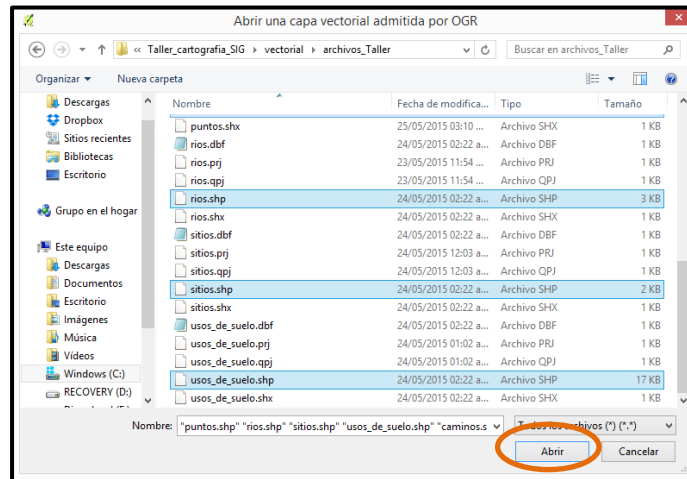 Abrir una capa vectorial admitida por OGR
« Taller_cartografia_SIG ▸ vectorial ▸ archivos_Taller
Buscar en archivos_Taller
Organizar Nueva carpeta
Descargas
Dropbox
Sitios recientes
Bibliotecas
Escritorio
Grupo en el hogar
Este equipo
Descargas
Documentos
Escritorio
Imágenes
Música
Vídeos
Windows (C:)
RECOVERY (D:)
Nombre Fecha de modifica... Tipo Tamaño
puntos.shx 25/05/2015 03:10 ... Archivo SHX 1 KB
rios.dbf 24/05/2015 02:22 a... Archivo DBF 1 KB
rios.prj 23/05/2015 11:54 ... Archivo PRJ 1 KB
rios.qpj 23/05/2015 11:54 ... Archivo QPJ 1 KB
rios.shp 24/05/2015 02:22 a... Archivo SHP 3 KB
rios.shx 24/05/2015 02:22 a... Archivo SHX 1 KB
sitios.dbf 24/05/2015 02:22 a... Archivo DBF 1 KB
sitios.prj 24/05/2015 12:03 a... Archivo PRJ 1 KB
sitios.qpj 24/05/2015 12:03 a... Archivo QPJ 1 KB
sitios.shp 24/05/2015 02:22 a... Archivo SHP 2 KB
sitios.shx 24/05/2015 02:22 a... Archivo SHX 1 KB
usos_de_suelo.dbf 24/05/2015 02:22 a... Archivo DBF 1 KB
usos_de_suelo.prj 24/05/2015 01:02 a... Archivo PRJ 1 KB
usos_de_suelo.qpj 24/05/2015 01:02 a... Archivo QPJ 1 KB
usos_de_suelo.shp 24/05/2015 02:22 a... Archivo SHP 17 KB
usos_de_suelo.shx 24/05/2015 02:22 a... Archivo SHX 1 KB
Nombre: "puntos.shp" "rios.shp" "sitios.shp" "usos_de_suelo.shp" "caminos.s
Todos los archivos (*) (*.*)
Abrir Cancelar